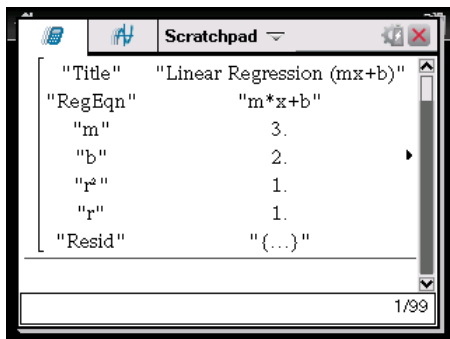 Scratchpad
"Title" "Linear Regression (mx+b)"
"RegEqn" "m*x+b"
"m" 3.
"b" 2.
"r²" 1.
"r" 1.
"Resid" "{...}"
1/99